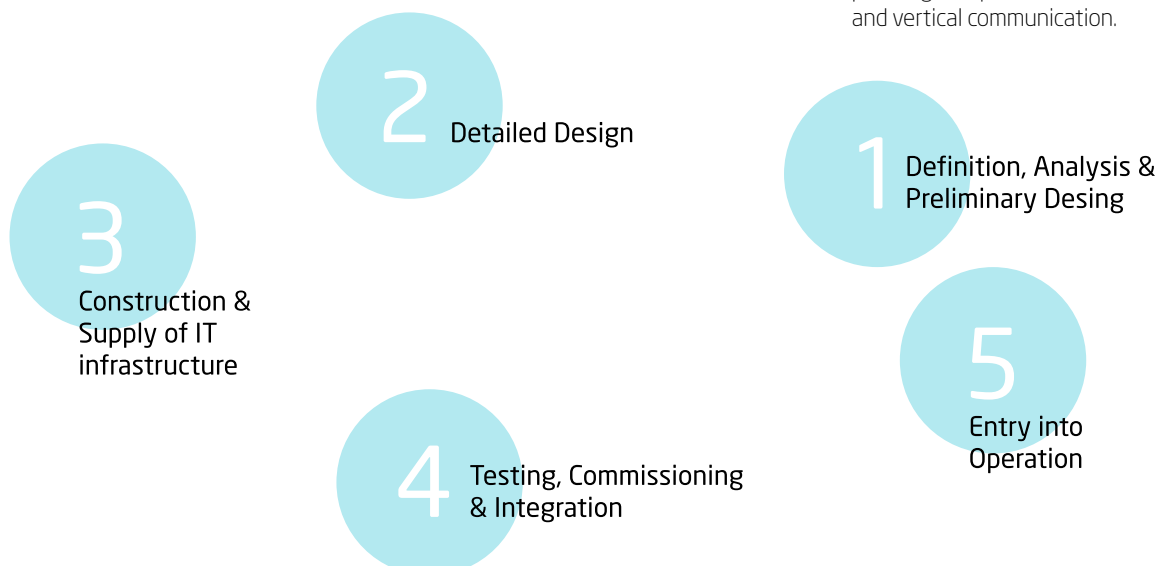 and vertical communication.
1
Definition, Analysis &
Preliminary Desing
2
Detailed Design
3
Construction &
Supply of IT
infrastructure
4
Testing, Commissioning
& Integration
5
Entry into
Operation